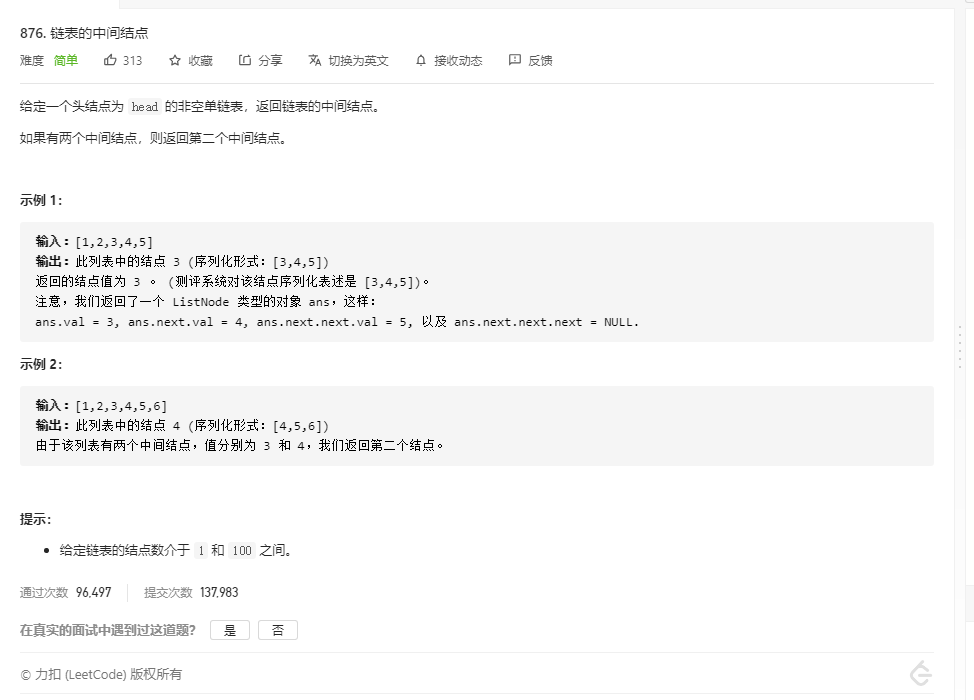 876. 链表的中间结点
难度 简单 313 收藏 分享 切换为英文 接收动态 反馈
给定一个头结点为 head 的非空单链表，返回链表的中间结点。
如果有两个中间结点，则返回第二个中间结点。
示例 1：
输入：[1,2,3,4,5]
输出：此列表中的结点 3 (序列化形式：[3,4,5])
返回的结点值为 3 。 (测评系统对该结点序列化表述是 [3,4,5])。
注意，我们返回了一个 ListNode 类型的对象 ans，这样：
ans.val = 3, ans.next.val = 4, ans.next.next.val = 5, 以及 ans.next.next.next = NULL.
示例 2：
输入：[1,2,3,4,5,6]
输出：此列表中的结点 4 (序列化形式：[4,5,6])
由于该列表有两个中间结点，值分别为 3 和 4，我们返回第二个结点。
提示：
• 给定链表的结点数介于 1 和 100 之间。
通过次数 96,497 提交次数 137,983
在真实的面试中遇到过这道题? 是 否
© 力扣 (LeetCode) 版权所有